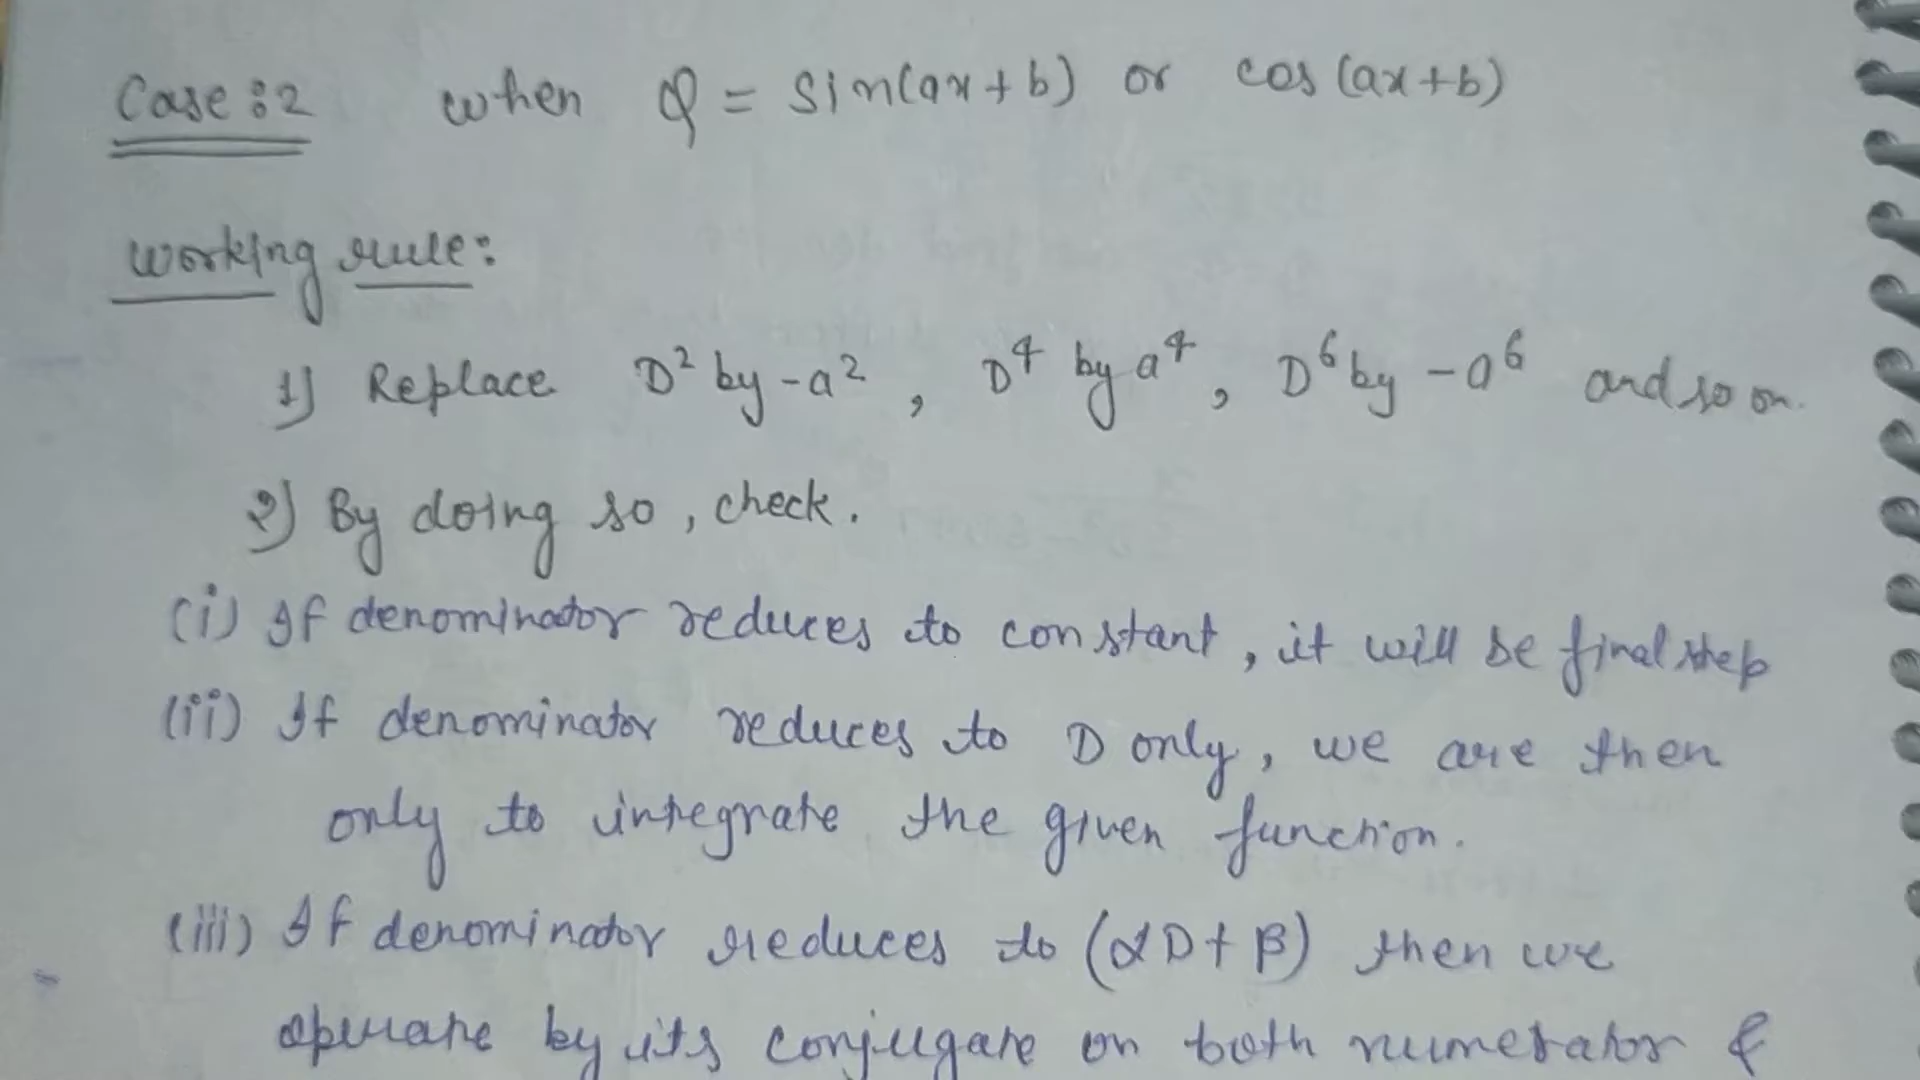 Case:2 when Q = Sin(ax+b) or cos(ax+b)
Working rule:
1) Replace D² by -a², D⁴ by a⁴, D⁶ by -a⁶ and so on.
2) By doing so, check.
(i) If denominator reduces to constant, it will be final step
(ii) If denominator reduces to D only, we are then
only to integrate the given function.
(iii) If denominator reduces to (αD+β) then we
operate by its conjugate on both numerator &